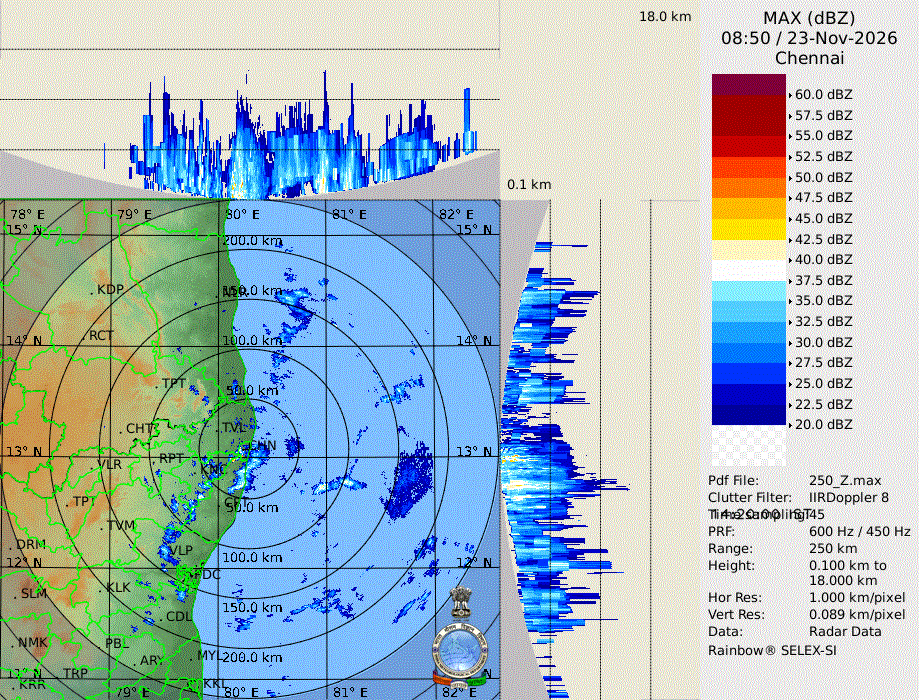 18.0 km
0.1 km
MAX (dBZ)
08:50 / 23-Nov-2026
Chennai
60.0 dBZ
57.5 dBZ
55.0 dBZ
52.5 dBZ
50.0 dBZ
47.5 dBZ
45.0 dBZ
42.5 dBZ
40.0 dBZ
37.5 dBZ
35.0 dBZ
32.5 dBZ
30.0 dBZ
27.5 dBZ
25.0 dBZ
22.5 dBZ
20.0 dBZ
Pdf File: 250_Z.max
Clutter Filter: IIRDoppler 8
Time sampling: 45
PRF: 600 Hz / 450 Hz
Range: 250 km
Height: 0.100 km to
18.000 km
Hor Res: 1.000 km/pixel
Vert Res: 0.089 km/pixel
Data: Radar Data
Rainbow® SELEX-SI
78° E 79° E 80° E 81° E 82° E
15° N 15° N
200.0 km
KDP
150.0 km
RCT
14° N 100.0 km 14° N
TPT
50.0 km
CHT TVL
13° N 13° N
VLR RPT
TPT 50.0 km
TVM
DRM VLP 100.0 km
12° N 12° N
SLM KLK PDC
150.0 km
CDL
NMK PBL
ARY MYL 200.0 km
TRP
KRR KKL
79° E 80° E 81° E 82° E